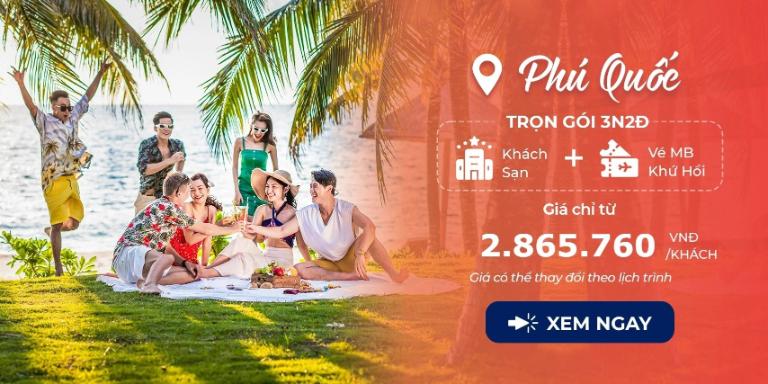 Phú Quốc
TRỌN GÓI 3N2Đ
Khách
Sạn
+
Vé MB
Khứ Hồi
Giá chỉ từ
2.865.760 VNĐ
/KHÁCH
Giá có thể thay đổi theo lịch trình
XEM NGAY